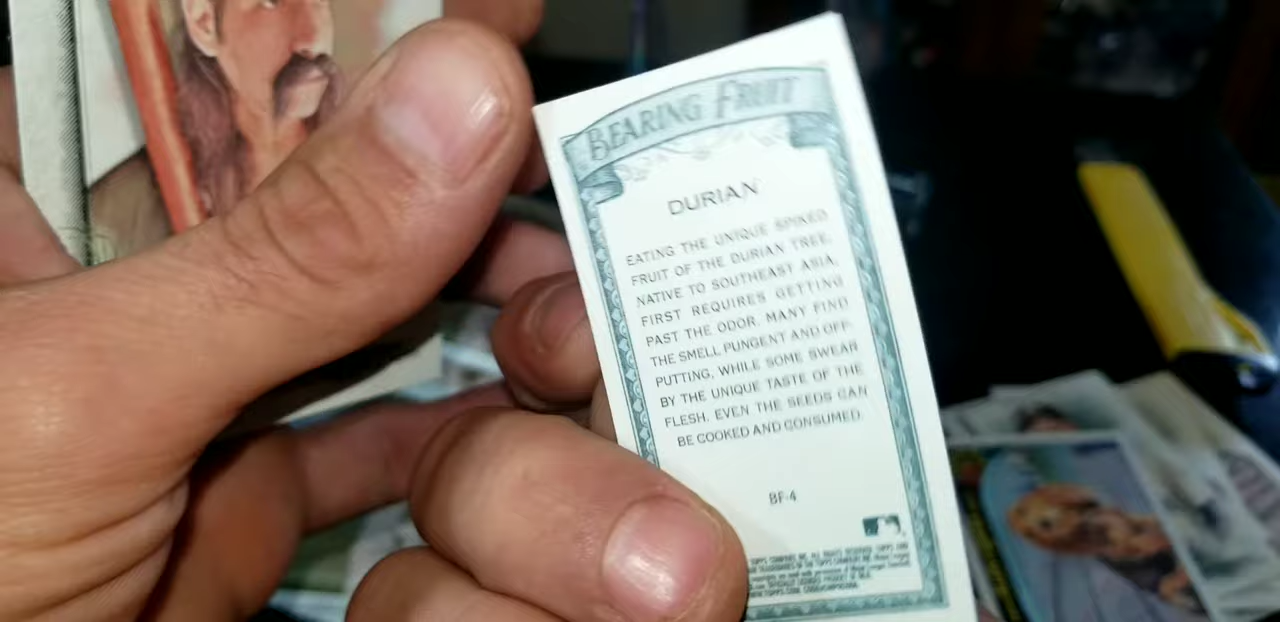 BEARING FRUIT
DURIAN
EATING THE UNIQUE SPIKED
FRUIT OF THE DURIAN TREE,
NATIVE TO SOUTHEAST ASIA,
FIRST REQUIRES GETTING
PAST THE ODOR. MANY FIND
THE SMELL PUNGENT AND OFF-
PUTTING, WHILE SOME SWEAR
BY THE UNIQUE TASTE OF THE
FLESH. EVEN THE SEEDS CAN
BE COOKED AND CONSUMED.
BF-4